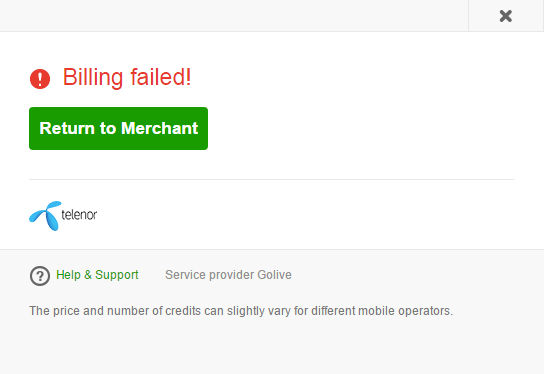 Billing failed!
Return to Merchant
telenor
Help & Support Service provider Golive
The price and number of credits can slightly vary for different mobile operators.